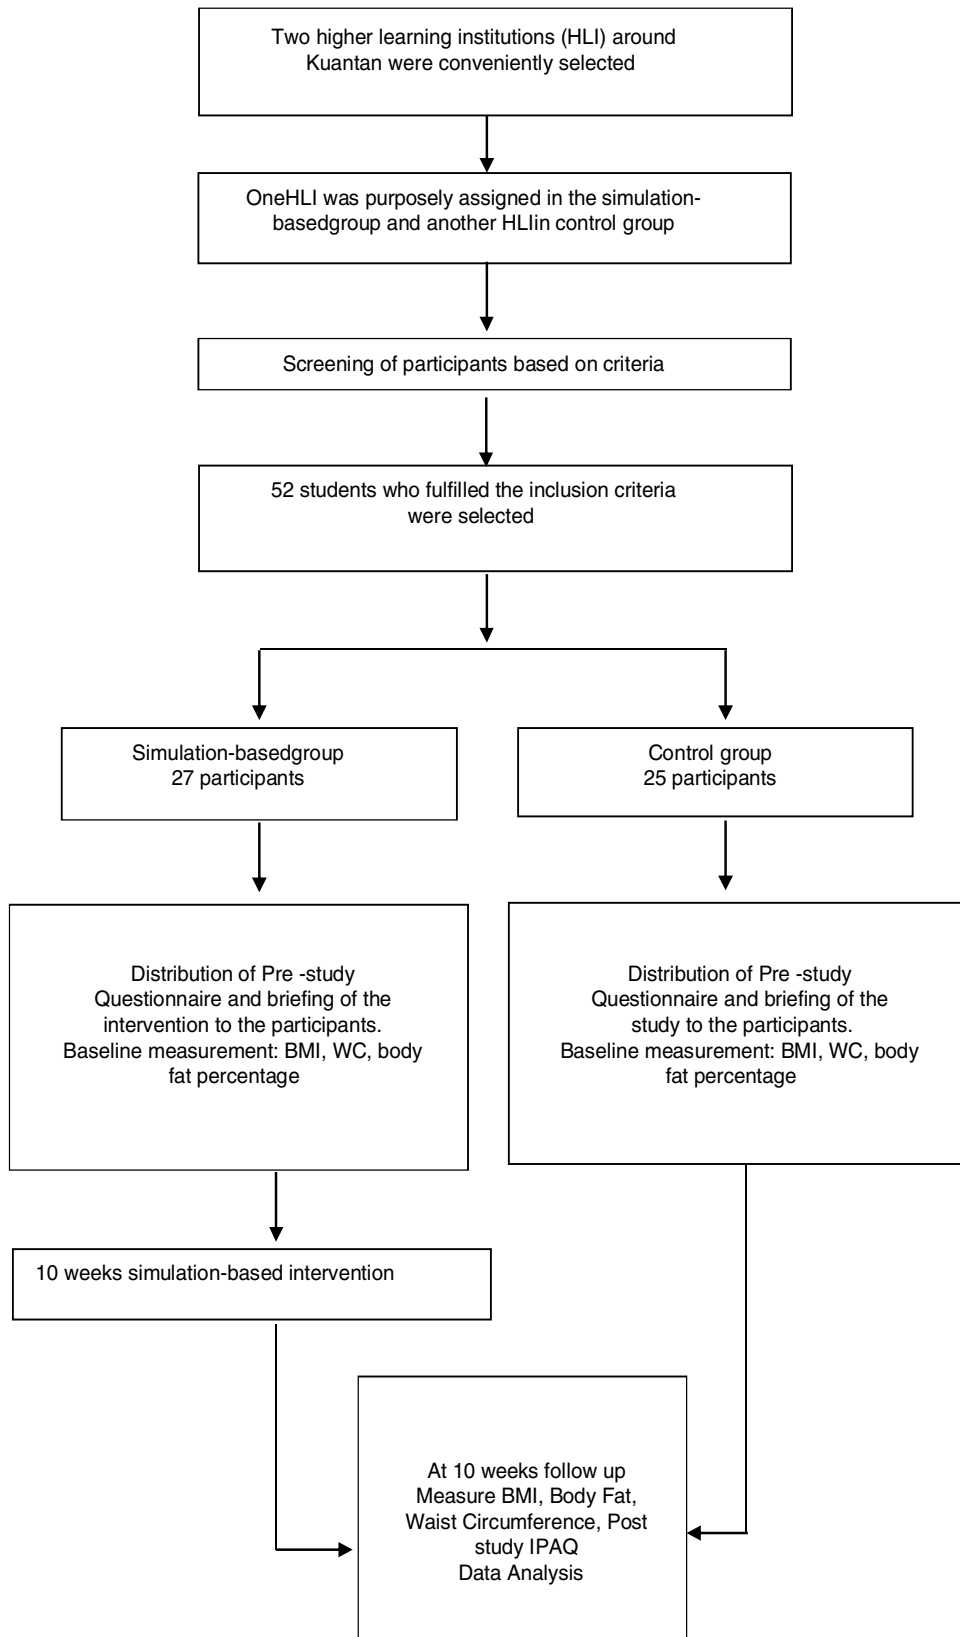 Two higher learning institutions (HLI) around
Kuantan were conveniently selected
OneHLI was purposely assigned in the simulation-
basedgroup and another HLIin control group
Screening of participants based on criteria
52 students who fulfilled the inclusion criteria
were selected
Simulation-basedgroup
27 participants
Control group
25 participants
Distribution of Pre -study
Questionnaire and briefing of the
intervention to the participants.
Baseline measurement: BMI, WC, body
fat percentage
Distribution of Pre -study
Questionnaire and briefing of the
study to the participants.
Baseline measurement: BMI, WC, body
fat percentage
10 weeks simulation-based intervention
At 10 weeks follow up
Measure BMI, Body Fat,
Waist Circumference, Post
study IPAQ
Data Analysis